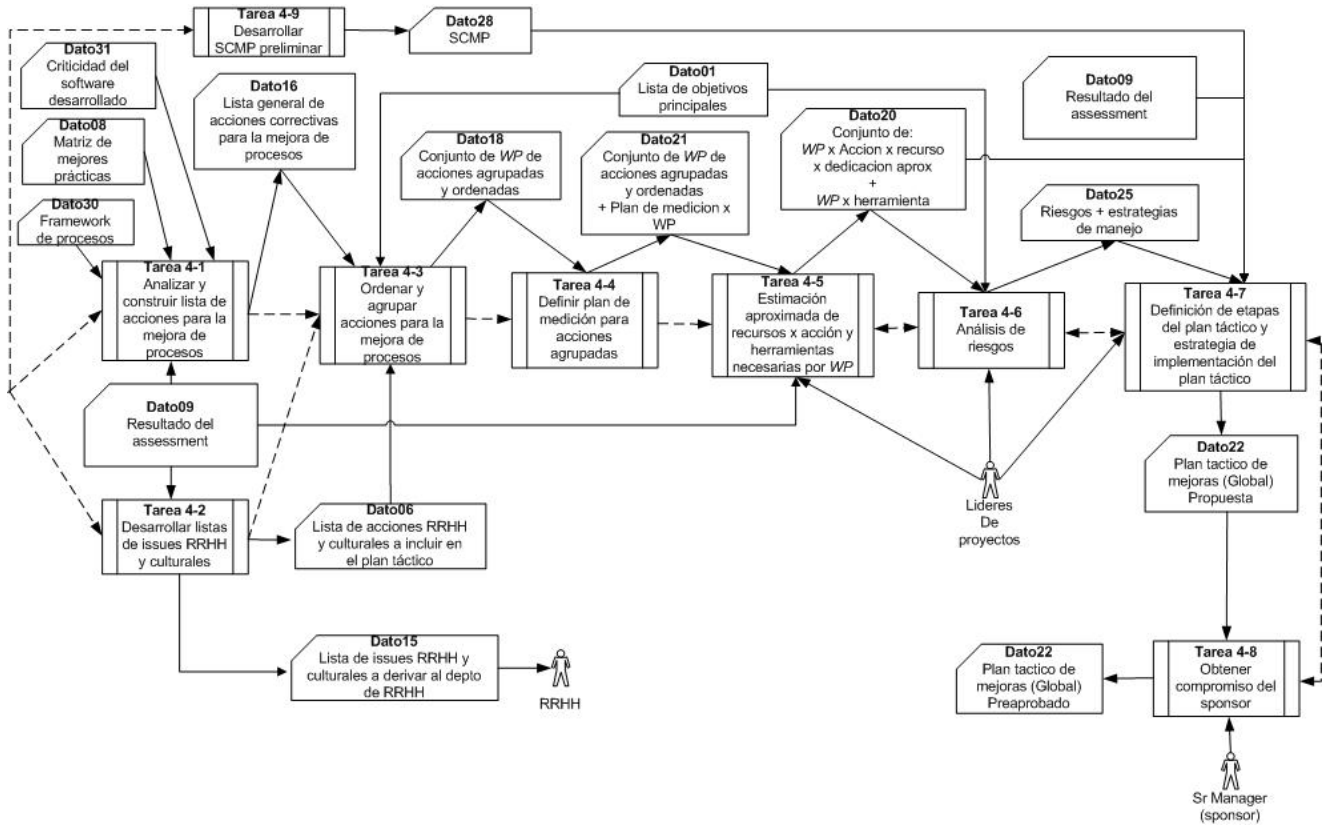 Tarea 4-9
Desarrollar
SCMP preliminar
Dato28
SCMP
Dato31
Criticidad del
software
desarrollado
Dato16
Lista general de
acciones correctivas
para la mejora de
procesos
Dato01
Lista de objetivos
principales
Dato09
Resultado del
assessment
Dato08
Matriz de
mejores
prácticas
Dato18
Conjunto de WP de
acciones agrupadas
y ordenadas
Dato21
Conjunto de WP de
acciones agrupadas
y ordenadas
+ Plan de medicion x
WP
Dato20
Conjunto de:
WP x Accion x recurso
x dedicacion aprox
+
WP x herramienta
Dato25
Riesgos + estrategias
de manejo
Dato30
Framework
de procesos
Tarea 4-1
Analizar y
construir lista de
acciones para la
mejora de
procesos
Tarea 4-3
Ordenar y
agrupar
acciones para la
mejora de
procesos
Tarea 4-4
Definir plan de
medición para
acciones
agrupadas
Tarea 4-5
Estimación
aproximada de
recursos x acción y
herramientas
necesarias por WP
Tarea 4-6
Análisis de
riesgos
Tarea 4-7
Definición de etapas
del plan táctico y
estrategia de
implementación del
plan táctico
Dato09
Resultado del
assessment
Dato22
Plan tactico de
mejoras (Global)
Propuesta
Lideres
De
proyectos
Tarea 4-2
Desarrollar listas
de issues RRHH
y culturales
Dato06
Lista de acciones RRHH
y culturales a incluir en
el plan táctico
Dato15
Lista de issues RRHH y
culturales a derivar al depto
de RRHH
RRHH
Dato22
Plan tactico de
mejoras (Global)
Preaprobado
Tarea 4-8
Obtener
compromiso del
sponsor
Sr Manager
(sponsor)